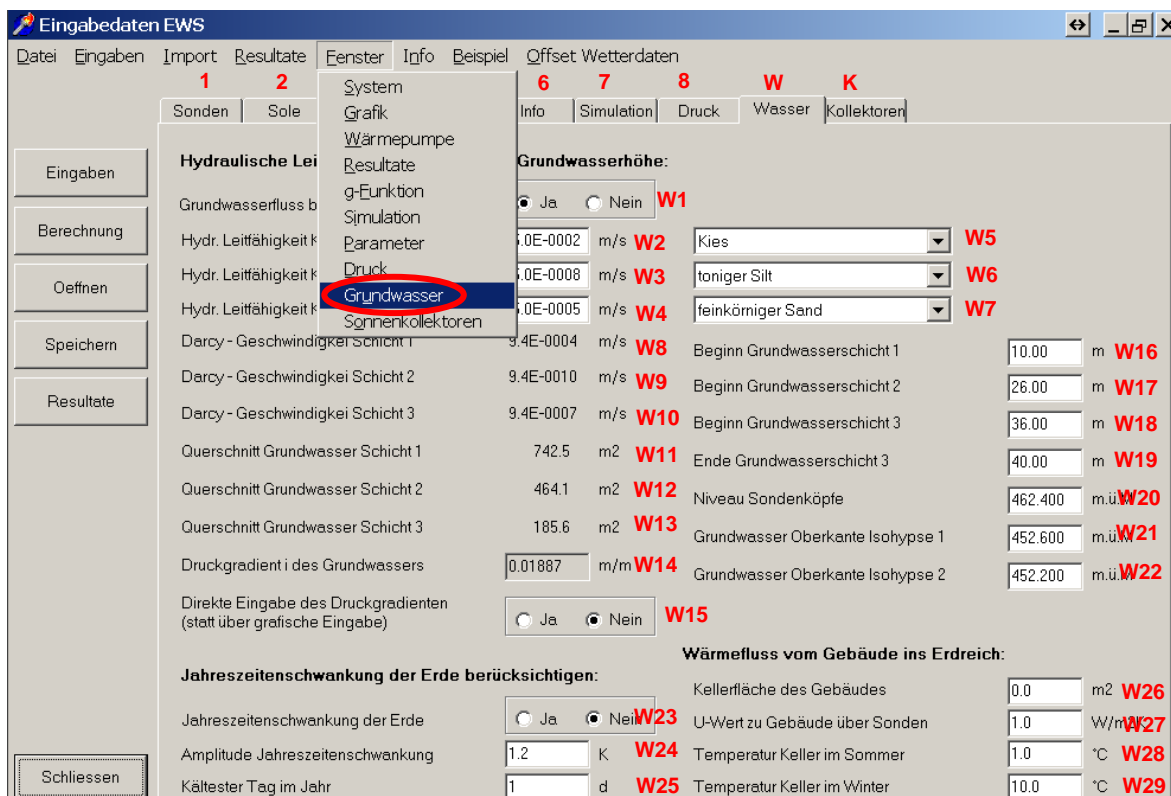 Eingabedaten EWS
Datei Eingaben Import Resultate Fenster Info Beispiel Offset Wetterdaten
1 2 6 7 8 W K
Sonden Sole Info Simulation Druck Wasser Kollektoren
System
Grafik
Wärmepumpe
Resultate
g-Funktion
Simulation
Parameter
Druck
Grundwasser
Sonnenkollektoren
Eingaben
Berechnung
Oeffnen
Speichern
Resultate
Schliessen
Hydraulische Lei Grundwasserhöhe:
Grundwasserfluss b Ja Nein W1
Hydr. Leitfähigkeit K .0E-0002 m/s W2 Kies W5
Hydr. Leitfähigkeit K .0E-0008 m/s W3 toniger Silt W6
Hydr. Leitfähigkeit K .0E-0005 m/s W4 feinkörniger Sand W7
Darcy - Geschwindigkei Schicht 1 9.4E-0004 m/s W8
Darcy - Geschwindigkei Schicht 2 9.4E-0010 m/s W9
Darcy - Geschwindigkei Schicht 3 9.4E-0007 m/s W10
Querschnitt Grundwasser Schicht 1 742.5 m2 W11
Querschnitt Grundwasser Schicht 2 464.1 m2 W12
Querschnitt Grundwasser Schicht 3 185.6 m2 W13
Druckgradient i des Grundwassers 0.01887 m/m W14
Direkte Eingabe des Druckgradienten
(statt über grafische Eingabe) Ja Nein W15
Beginn Grundwasserschicht 1 10.00 m W16
Beginn Grundwasserschicht 2 26.00 m W17
Beginn Grundwasserschicht 3 36.00 m W18
Ende Grundwasserschicht 3 40.00 m W19
Niveau Sondenköpfe 462.400 m.ü.M W20
Grundwasser Oberkante Isohypse 1 452.600 m.ü.M W21
Grundwasser Oberkante Isohypse 2 452.200 m.ü.M W22
Jahreszeitenschwankung der Erde berücksichtigen:
Jahreszeitenschwankung der Erde Ja Nein W23
Amplitude Jahreszeitenschwankung 1.2 K W24
Kältester Tag im Jahr 1 d W25
Wärmefluss vom Gebäude ins Erdreich:
Kellerfläche des Gebäudes 0.0 m2 W26
U-Wert zu Gebäude über Sonden 1.0 W/m2K W27
Temperatur Keller im Sommer 1.0 °C W28
Temperatur Keller im Winter 10.0 °C W29